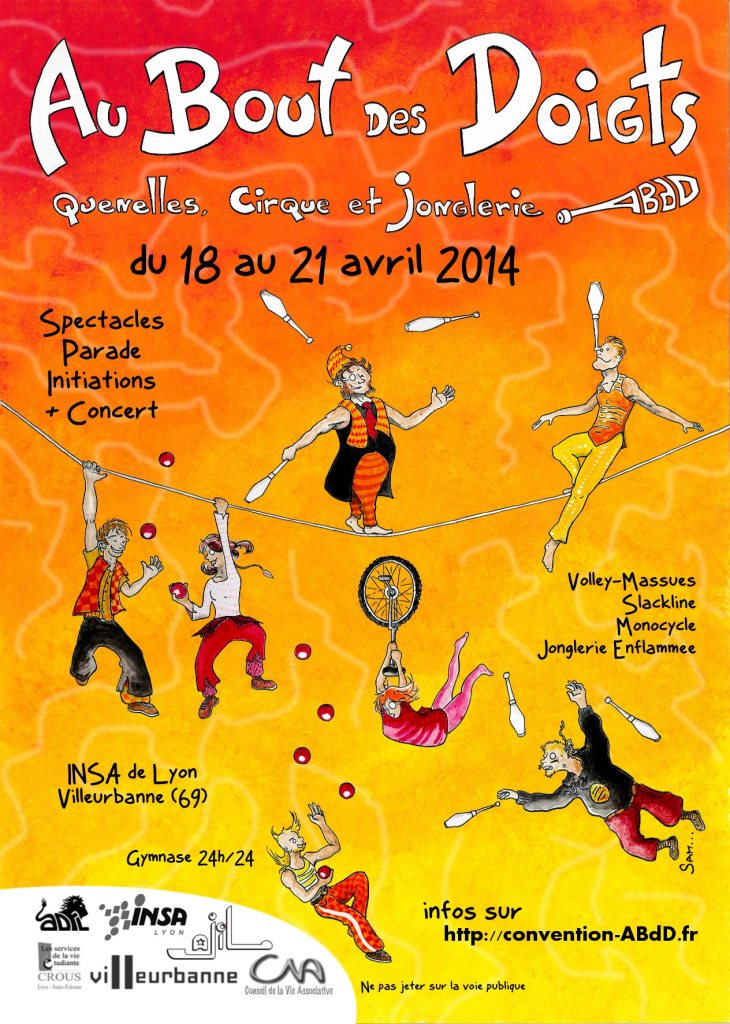 Au Bout des Doigts
Quenelles, Cirque et jonglerie ABdD
du 18 au 21 avril 2014
Spectacles
Parade
Initiations
+ Concert
Volley-Massues
Slackline
Monocycle
Jonglerie Enflammee
INSA de Lyon
Villeurbanne (69)
Gymnase 24h/24
SAM...
infos sur
http://convention-ABdD.fr
INSA
LYON
Les services
de la vie
étudiante
CROUS
Lyon - Saint-Étienne
villeurbanne
CVA
Conseil de la Vie Associative
Ne pas jeter sur la voie publique